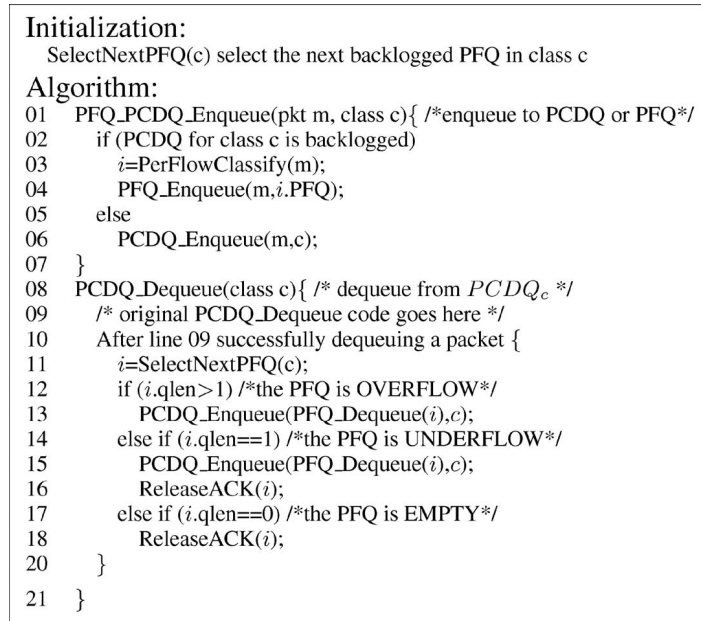 Initialization:
SelectNextPFQ(c) select the next backlogged PFQ in class c
Algorithm:
01 PFQ_PCDQ_Enqueue(pkt m, class c){ /*enqueue to PCDQ or PFQ*/
02 if (PCDQ for class c is backlogged)
03 i=PerFlowClassify(m);
04 PFQ_Enqueue(m,i.PFQ);
05 else
06 PCDQ_Enqueue(m,c);
07 }
08 PCDQ_Dequeue(class c){ /* dequeue from PCDQ_c */
09 /* original PCDQ_Dequeue code goes here */
10 After line 09 successfully dequeuing a packet {
11 i=SelectNextPFQ(c);
12 if (i.qlen>1) /*the PFQ is OVERFLOW*/
13 PCDQ_Enqueue(PFQ_Dequeue(i),c);
14 else if (i.qlen==1) /*the PFQ is UNDERFLOW*/
15 PCDQ_Enqueue(PFQ_Dequeue(i),c);
16 ReleaseACK(i);
17 else if (i.qlen==0) /*the PFQ is EMPTY*/
18 ReleaseACK(i);
20 }
21 }